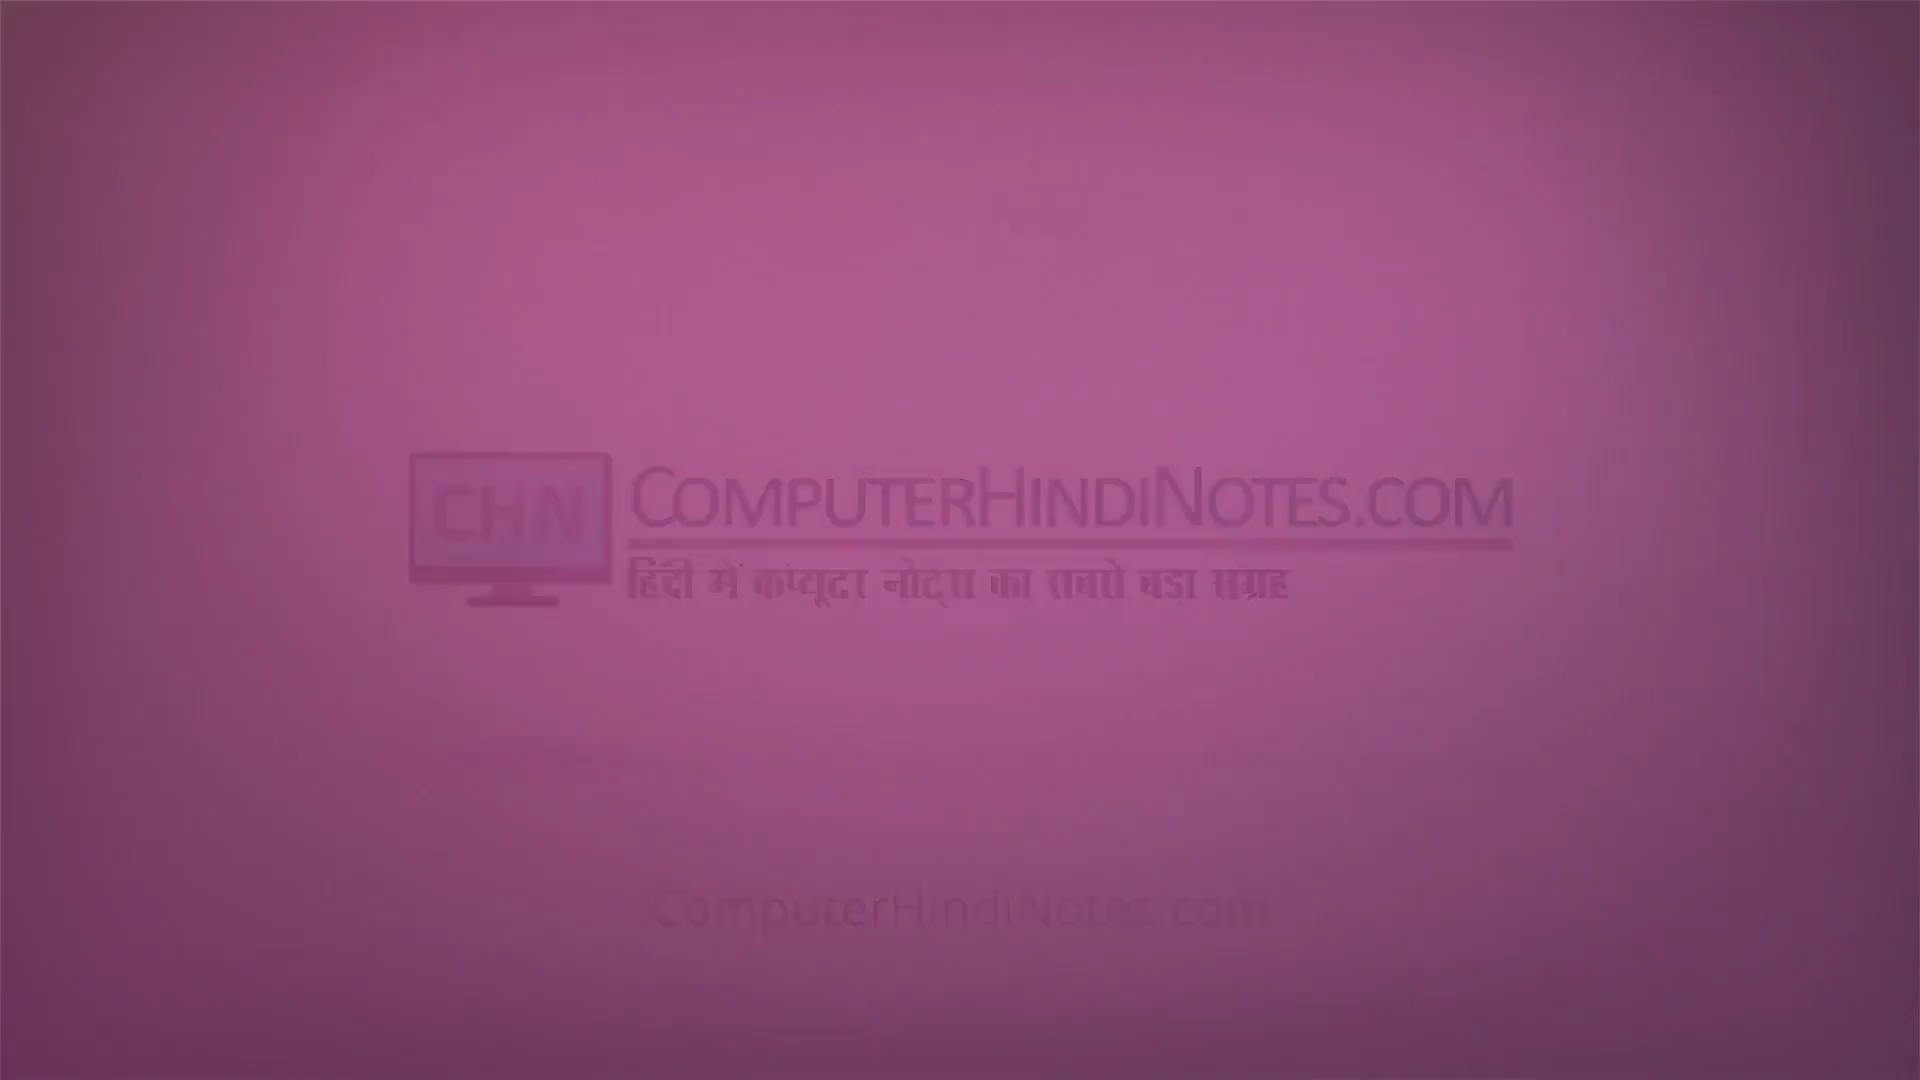 CHN
COMPUTERHINDINOTES.COM
हिंदी में कंप्यूटर नोट्स का सबसे बड़ा संग्रह
ComputerHindiNotes.com